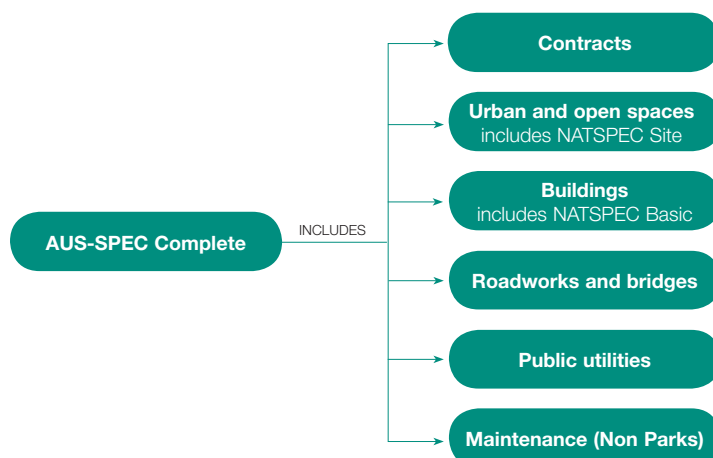 Contracts
Urban and open spaces
includes NATSPEC Site
Buildings
includes NATSPEC Basic
AUS-SPEC Complete
INCLUDES
Roadworks and bridges
Public utilities
Maintenance (Non Parks)